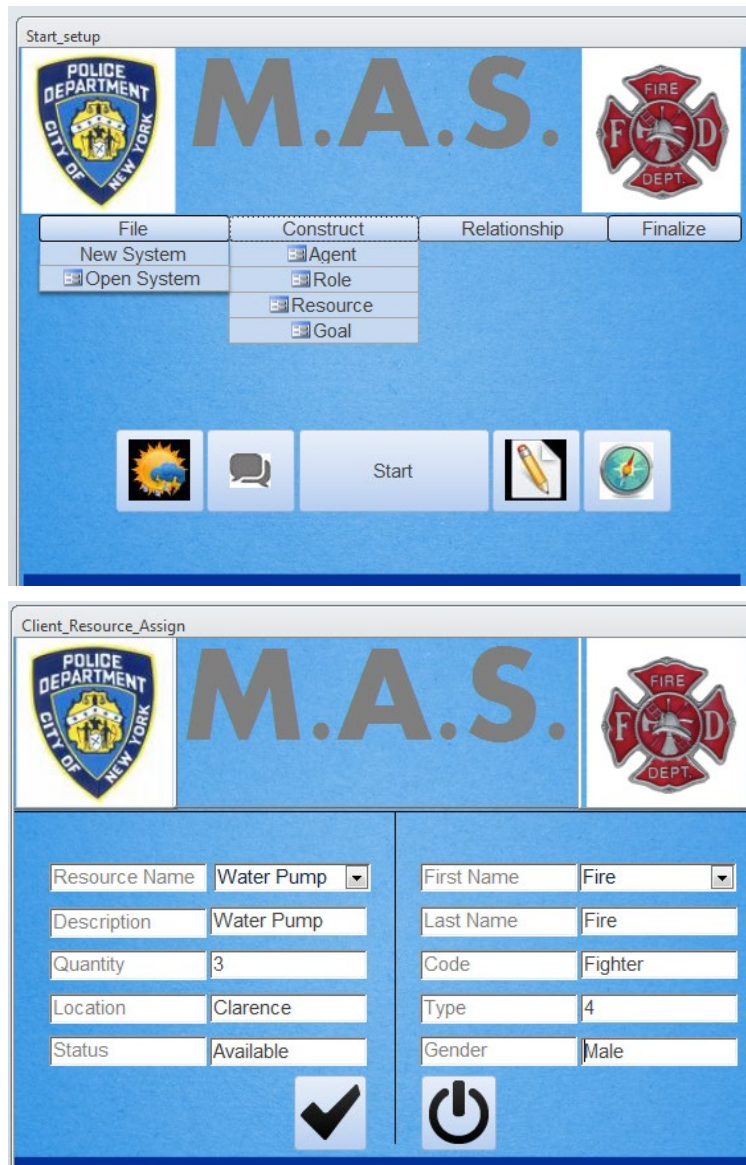 Start_setup
POLICE
DEPARTMENT
CITY OF NEW YORK
M.A.S.
FIRE
F D
DEPT.
File Construct Relationship Finalize
New System Agent
Open System Role
Resource
Goal
Start
Client_Resource_Assign
POLICE
DEPARTMENT
CITY OF NEW YORK
M.A.S.
FIRE
F D
DEPT.
Resource Name Water Pump First Name Fire
Description Water Pump Last Name Fire
Quantity 3 Code Fighter
Location Clarence Type 4
Status Available Gender Male